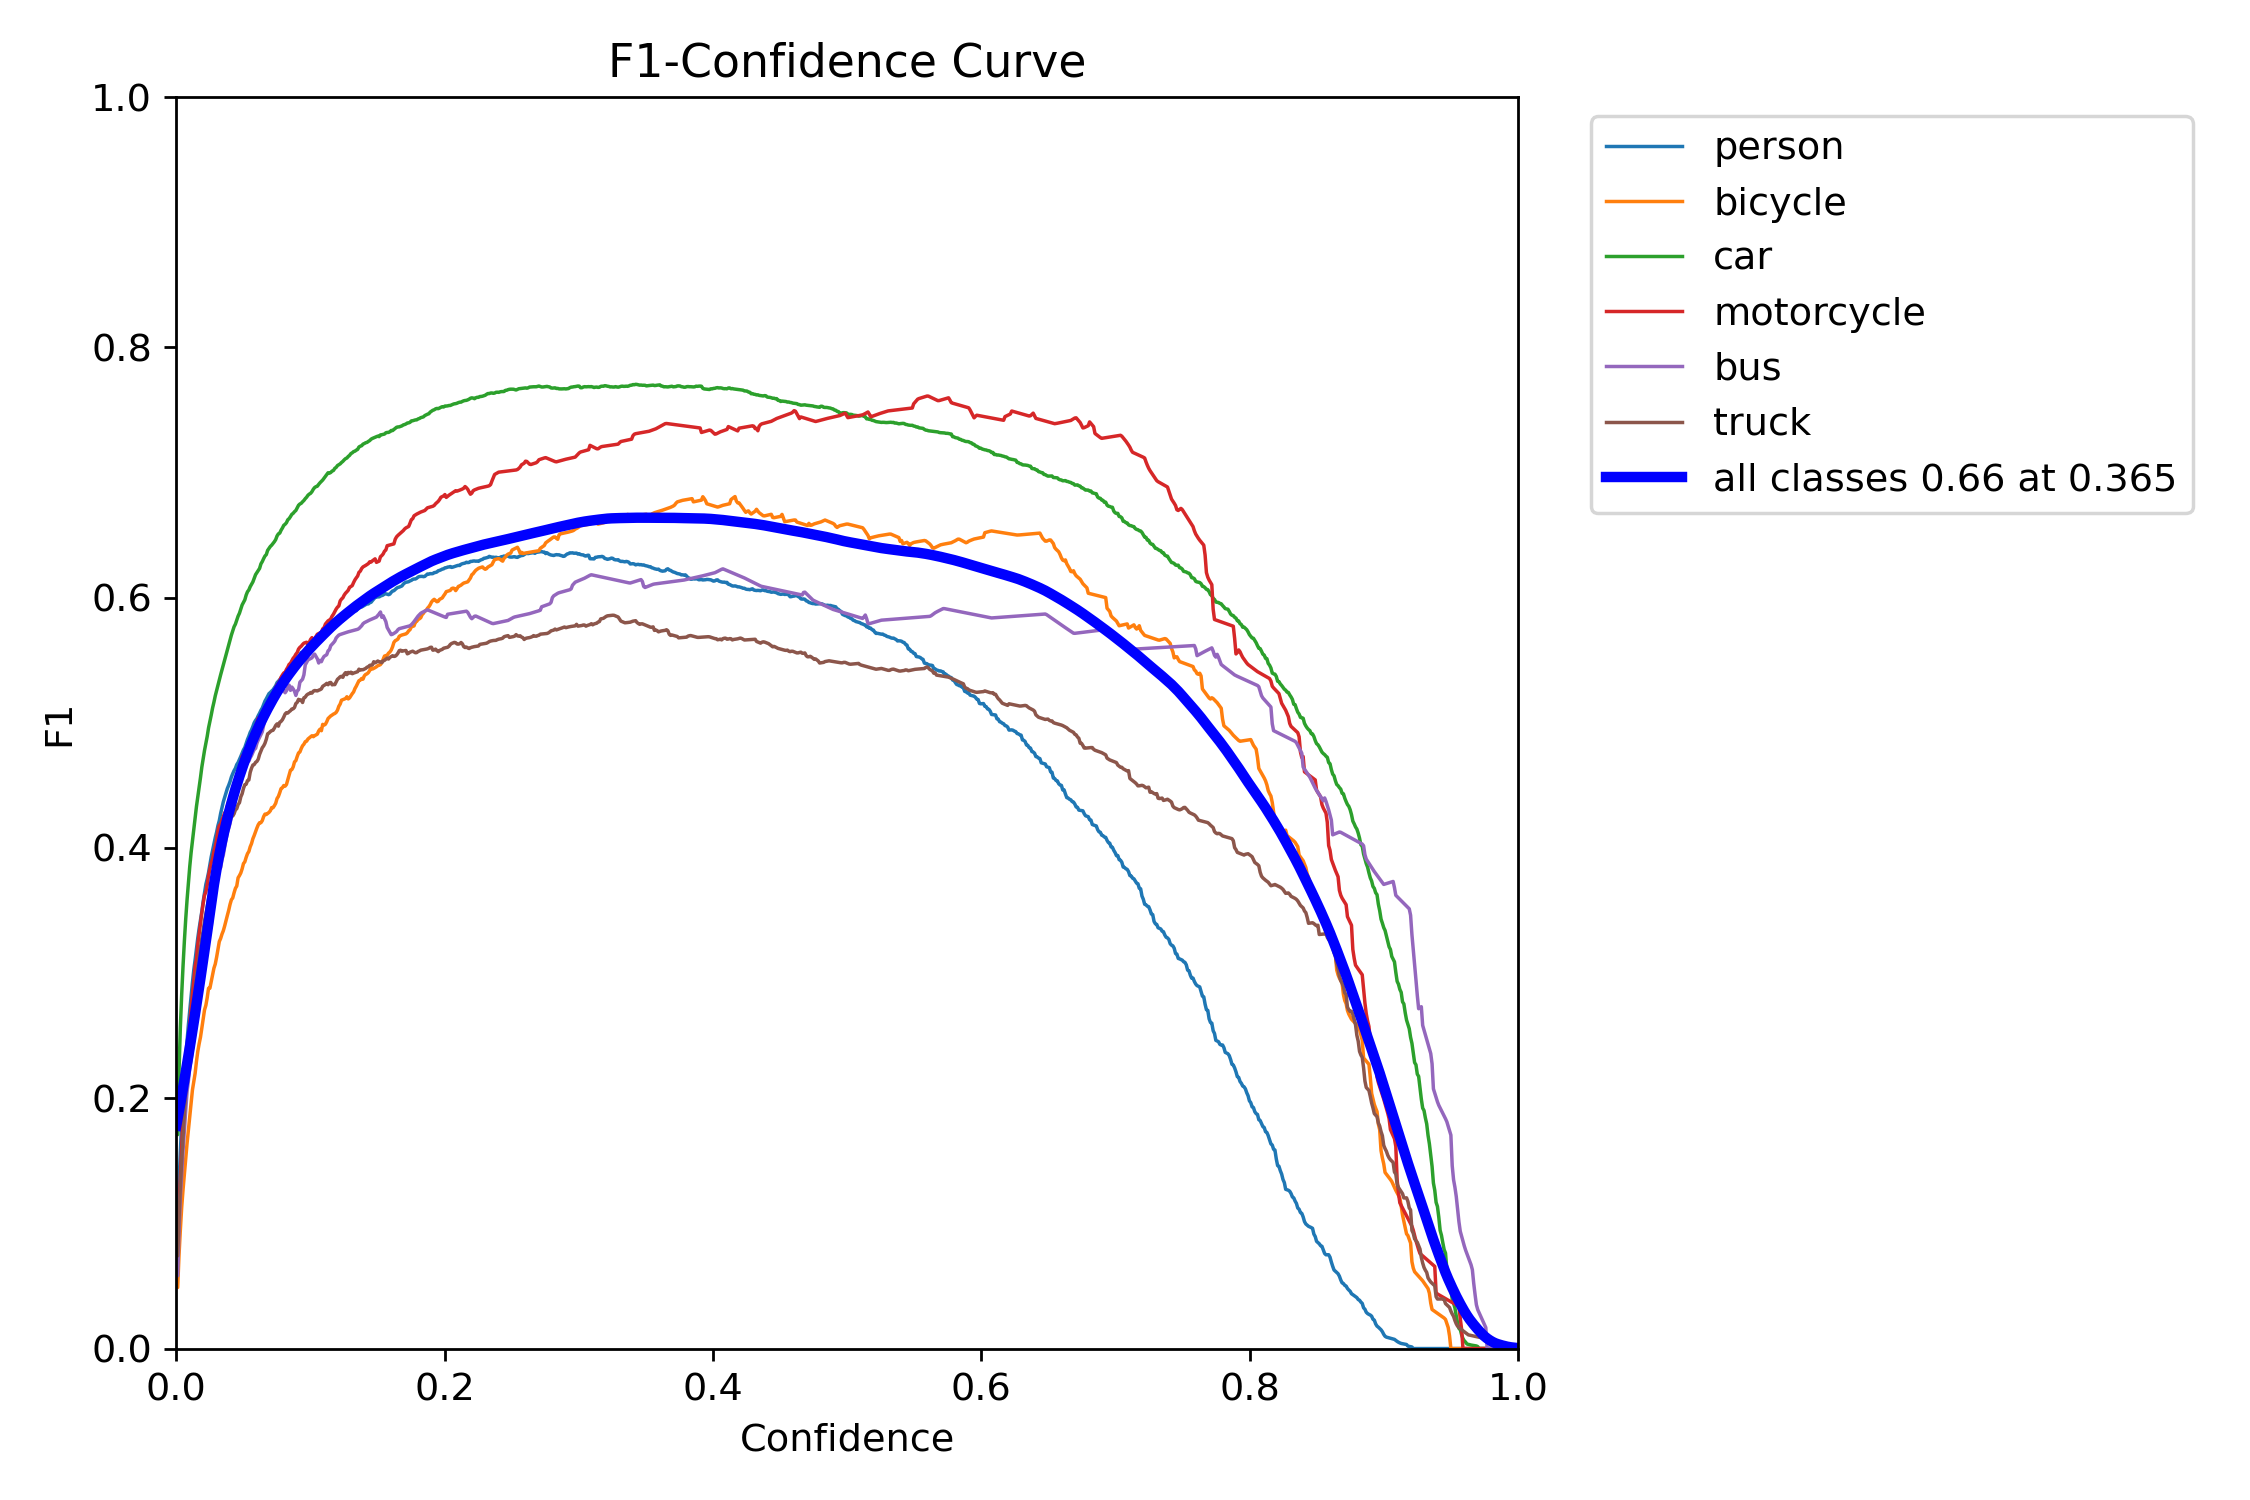 F1-Confidence Curve
1.0
0.8
0.6
0.4
0.2
0.0
F1
0.0 0.2 0.4 0.6 0.8 1.0
Confidence
person
bicycle
car
motorcycle
bus
truck
all classes 0.66 at 0.365